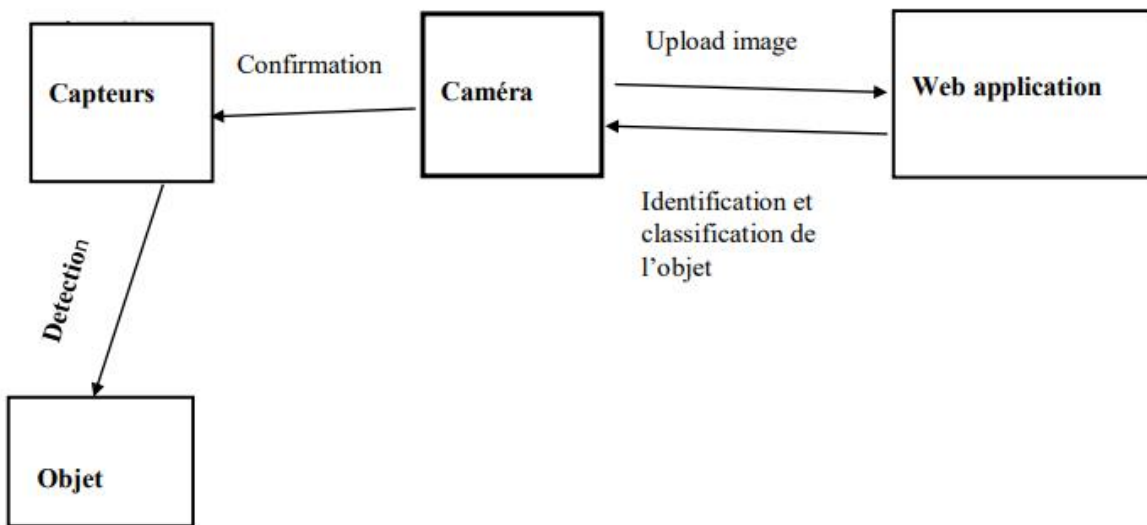 Capteurs
Confirmation
Caméra
Upload image
Web application
Identification et
classification de
l’objet
Detection
Objet